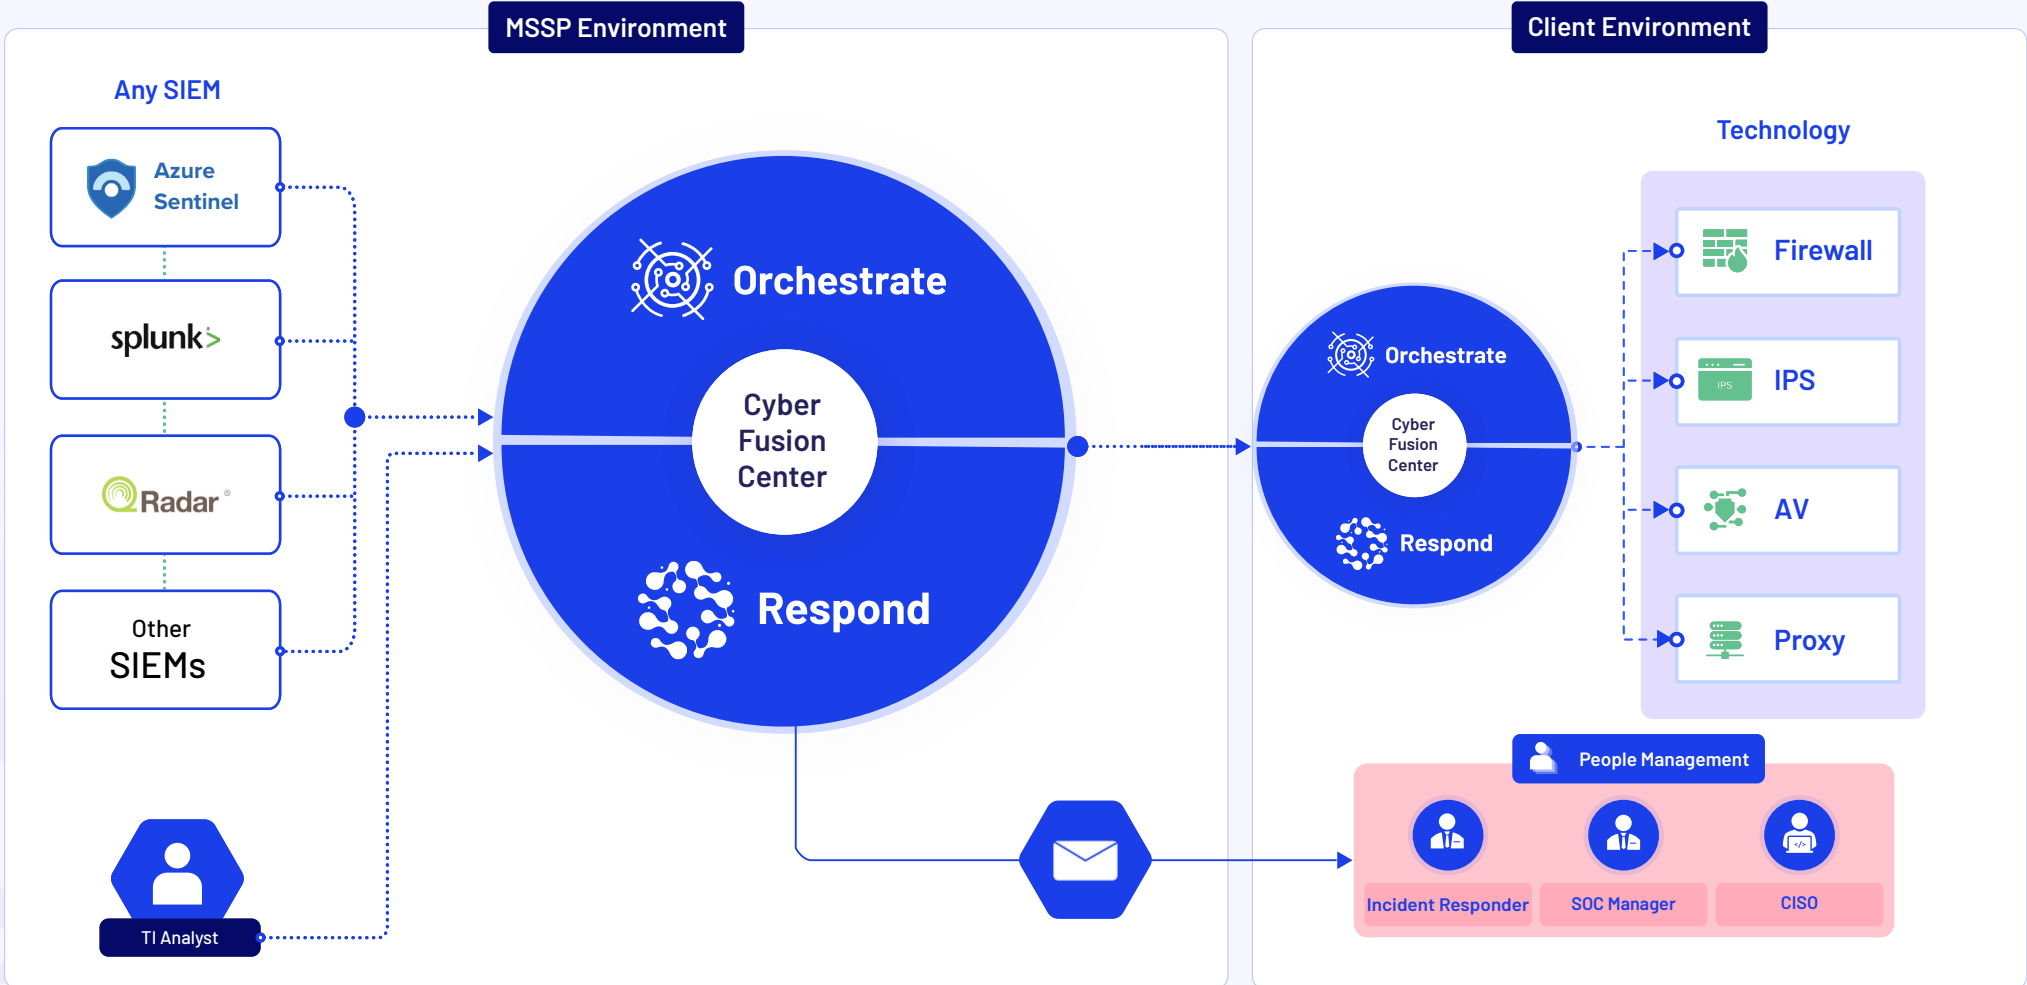 MSSP Environment
Any SIEM
Azure
Sentinel
splunk>
QRadar®
Other
SIEMs
TI Analyst
Orchestrate
Cyber
Fusion
Center
Respond
Client Environment
Orchestrate
Cyber
Fusion
Center
Respond
Technology
Firewall
IPS
IPS
AV
Proxy
People Management
Incident Responder
SOC Manager
</>
CISO